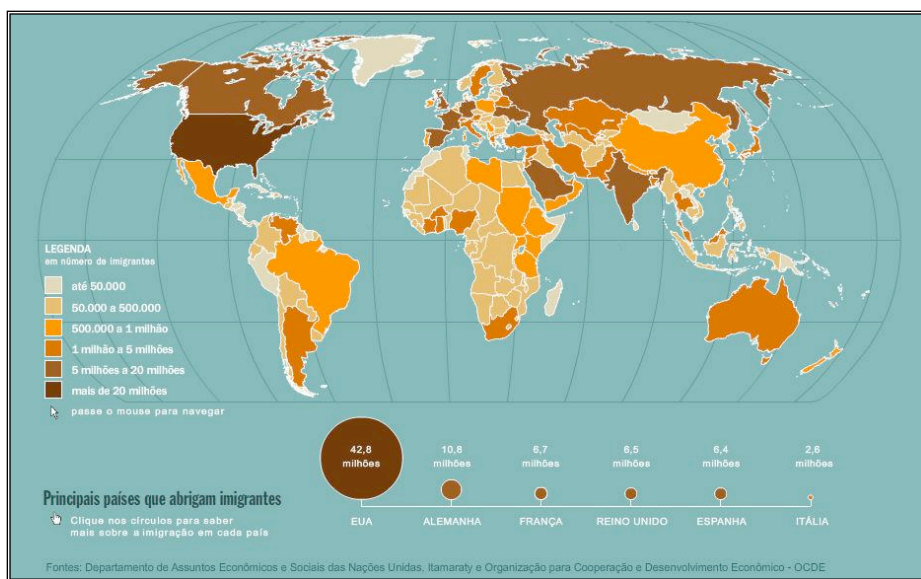 LEGENDA
em número de imigrantes
até 50.000
50.000 a 500.000
500.000 a 1 milhão
1 milhão a 5 milhões
5 milhões a 20 milhões
mais de 20 milhões
passe o mouse para navegar
42,8 milhões
10,8 milhões
6,7 milhões
6,5 milhões
6,4 milhões
2,6 milhões
Principais países que abrigam imigrantes
Clique nos círculos para saber
mais sobre a imigração em cada país
EUA ALEMANHA FRANÇA REINO UNIDO ESPANHA ITÁLIA
Fontes: Departamento de Assuntos Econômicos e Sociais das Nações Unidas, Itamaraty e Organização para Cooperação e Desenvolvimento Econômico - OCDE